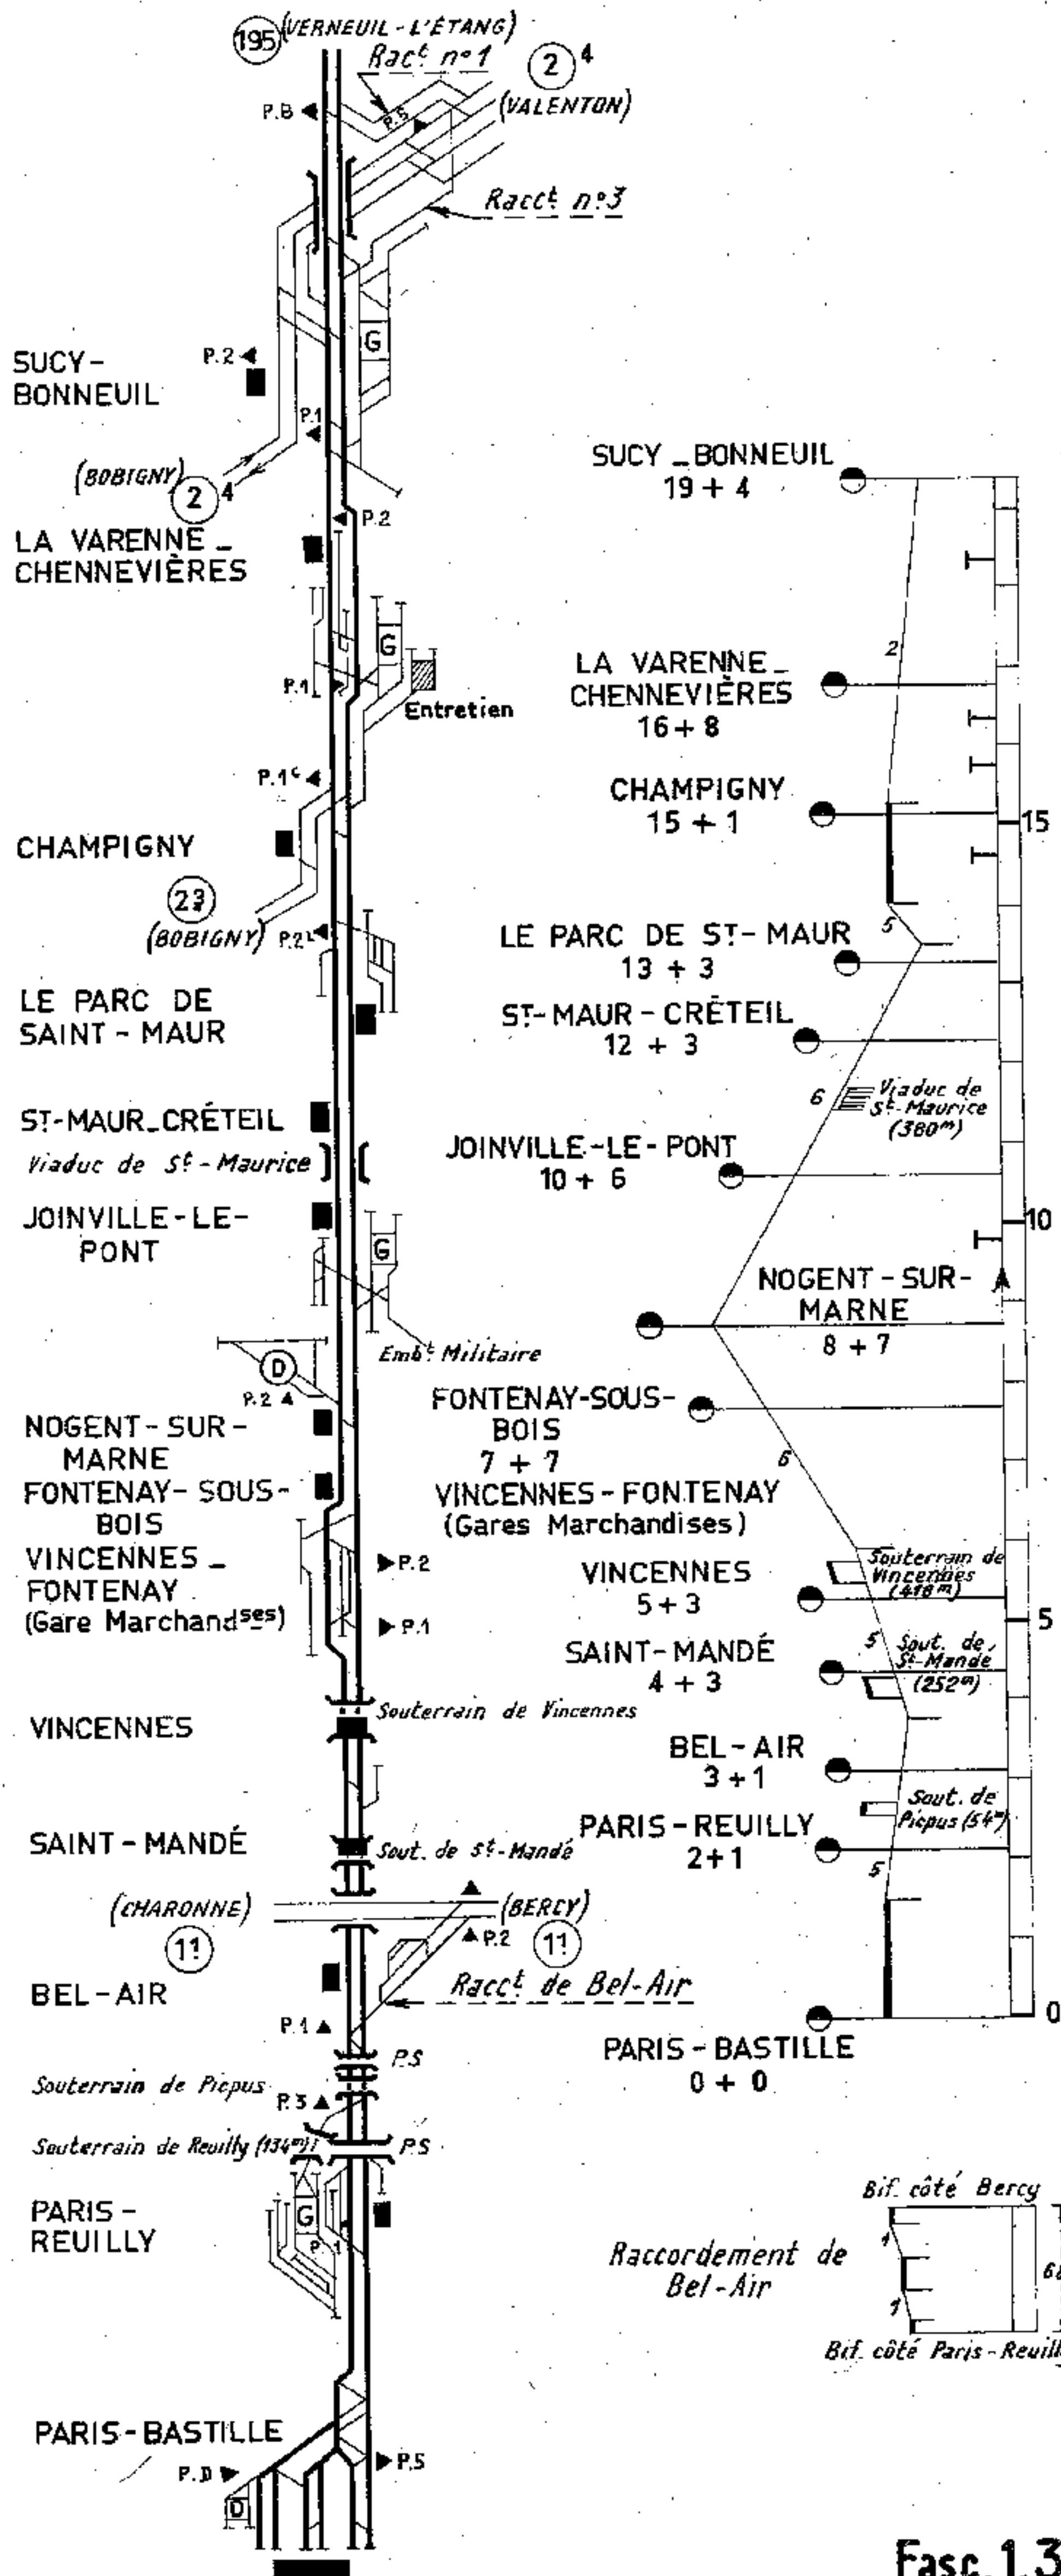 195 (VERNEUIL-L'ÉTANG)
Racᵗ nº1
2 4
(VALENTON)
P.B
P.S
Raccᵗ nº3
G
SUCY-
BONNEUIL
P.2
P.1
(BOBIGNY)
2 4
P.2
LA VARENNE_
CHENNEVIÈRES
G
P.1
Entretien
P.1ᶜ
CHAMPIGNY
23
(BOBIGNY)
P.2ᴸ
LE PARC DE
SAINT-MAUR
ST-MAUR_CRÉTEIL
Viaduc de Sᵗ-Maurice
JOINVILLE-LE-
PONT
G
Embᵗ Militaire
D
P.2
NOGENT-SUR-
MARNE
FONTENAY-SOUS-
BOIS
VINCENNES_
FONTENAY
(Gare Marchandˢᵉˢ)
P.2
P.1
Souterrain de Vincennes
VINCENNES
SAINT-MANDÉ
Sout. de Sᵗ-Mandé
(CHARONNE)
11
(BERCY)
11
P.2
BEL-AIR
Raccᵗ de Bel-Air
P.1
P.S
Souterrain de Picpus
P.3
Souterrain de Reuilly (134ᵐ)
P.S
PARIS-
REUILLY
G
P.1
PARIS-BASTILLE
P.D
P.S
D
SUCY_BONNEUIL
19 + 4
2
LA VARENNE_
CHENNEVIÈRES
16 + 8
CHAMPIGNY
15 + 1
15
5
LE PARC DE ST-MAUR
13 + 3
ST-MAUR-CRÉTEIL
12 + 3
6
Viaduc de
Sᵗ-Maurice
(380ᵐ)
JOINVILLE-LE-PONT
10 + 6
10
NOGENT-SUR-
MARNE
8 + 7
FONTENAY-SOUS-
BOIS
7 + 7
6
VINCENNES-FONTENAY
(Gares Marchandises)
Souterrain de
Vincennes
(418ᵐ)
VINCENNES
5 + 3
5
5
Sout. de
Sᵗ-Mandé
(252ᵐ)
SAINT-MANDÉ
4 + 3
BEL-AIR
3 + 1
Sout. de
Picpus (54ᵐ)
PARIS-REUILLY
2 + 1
5
0
PARIS-BASTILLE
0 + 0
Bif. côté Bercy
1
Raccordement de
Bel-Air
1
Bif. côté Paris-Reuill
Fasc. 1.3